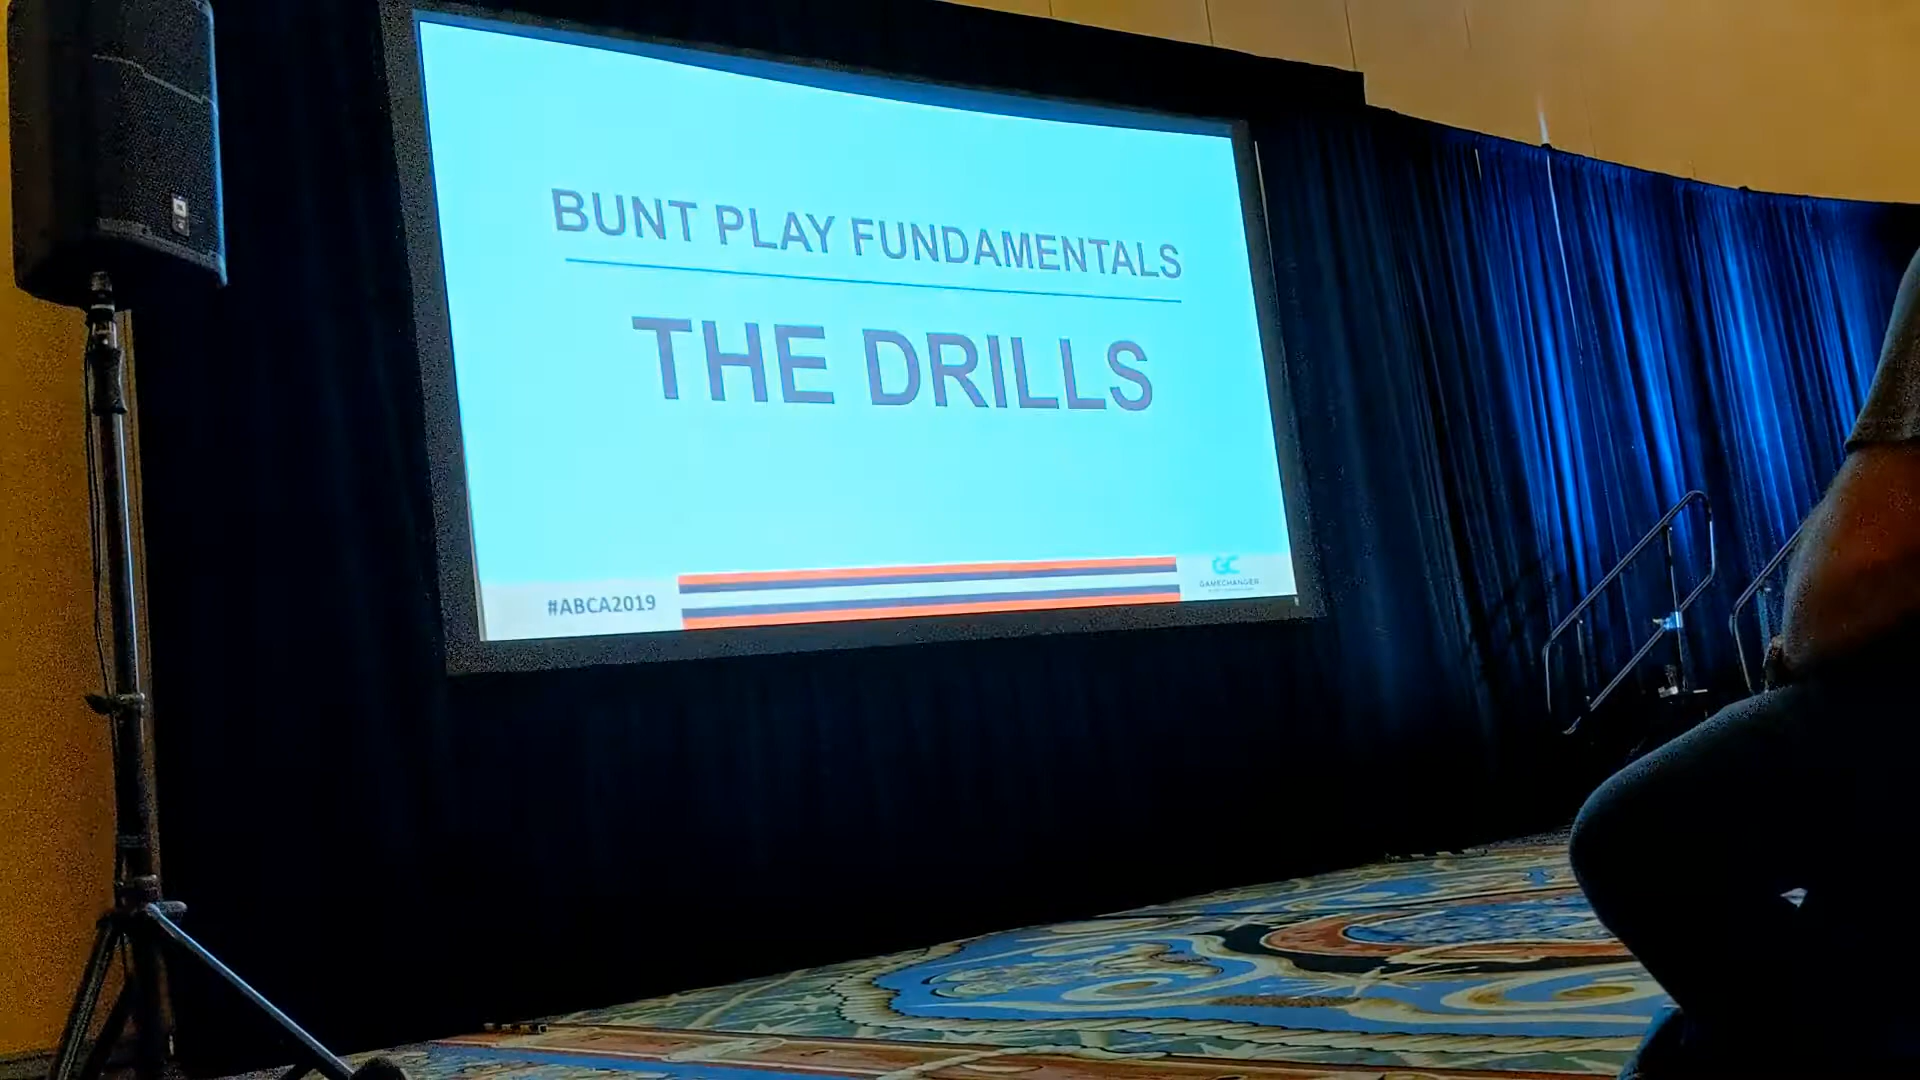 BUNT PLAY FUNDAMENTALS
THE DRILLS
#ABCA2019
GC
GAMECHANGER